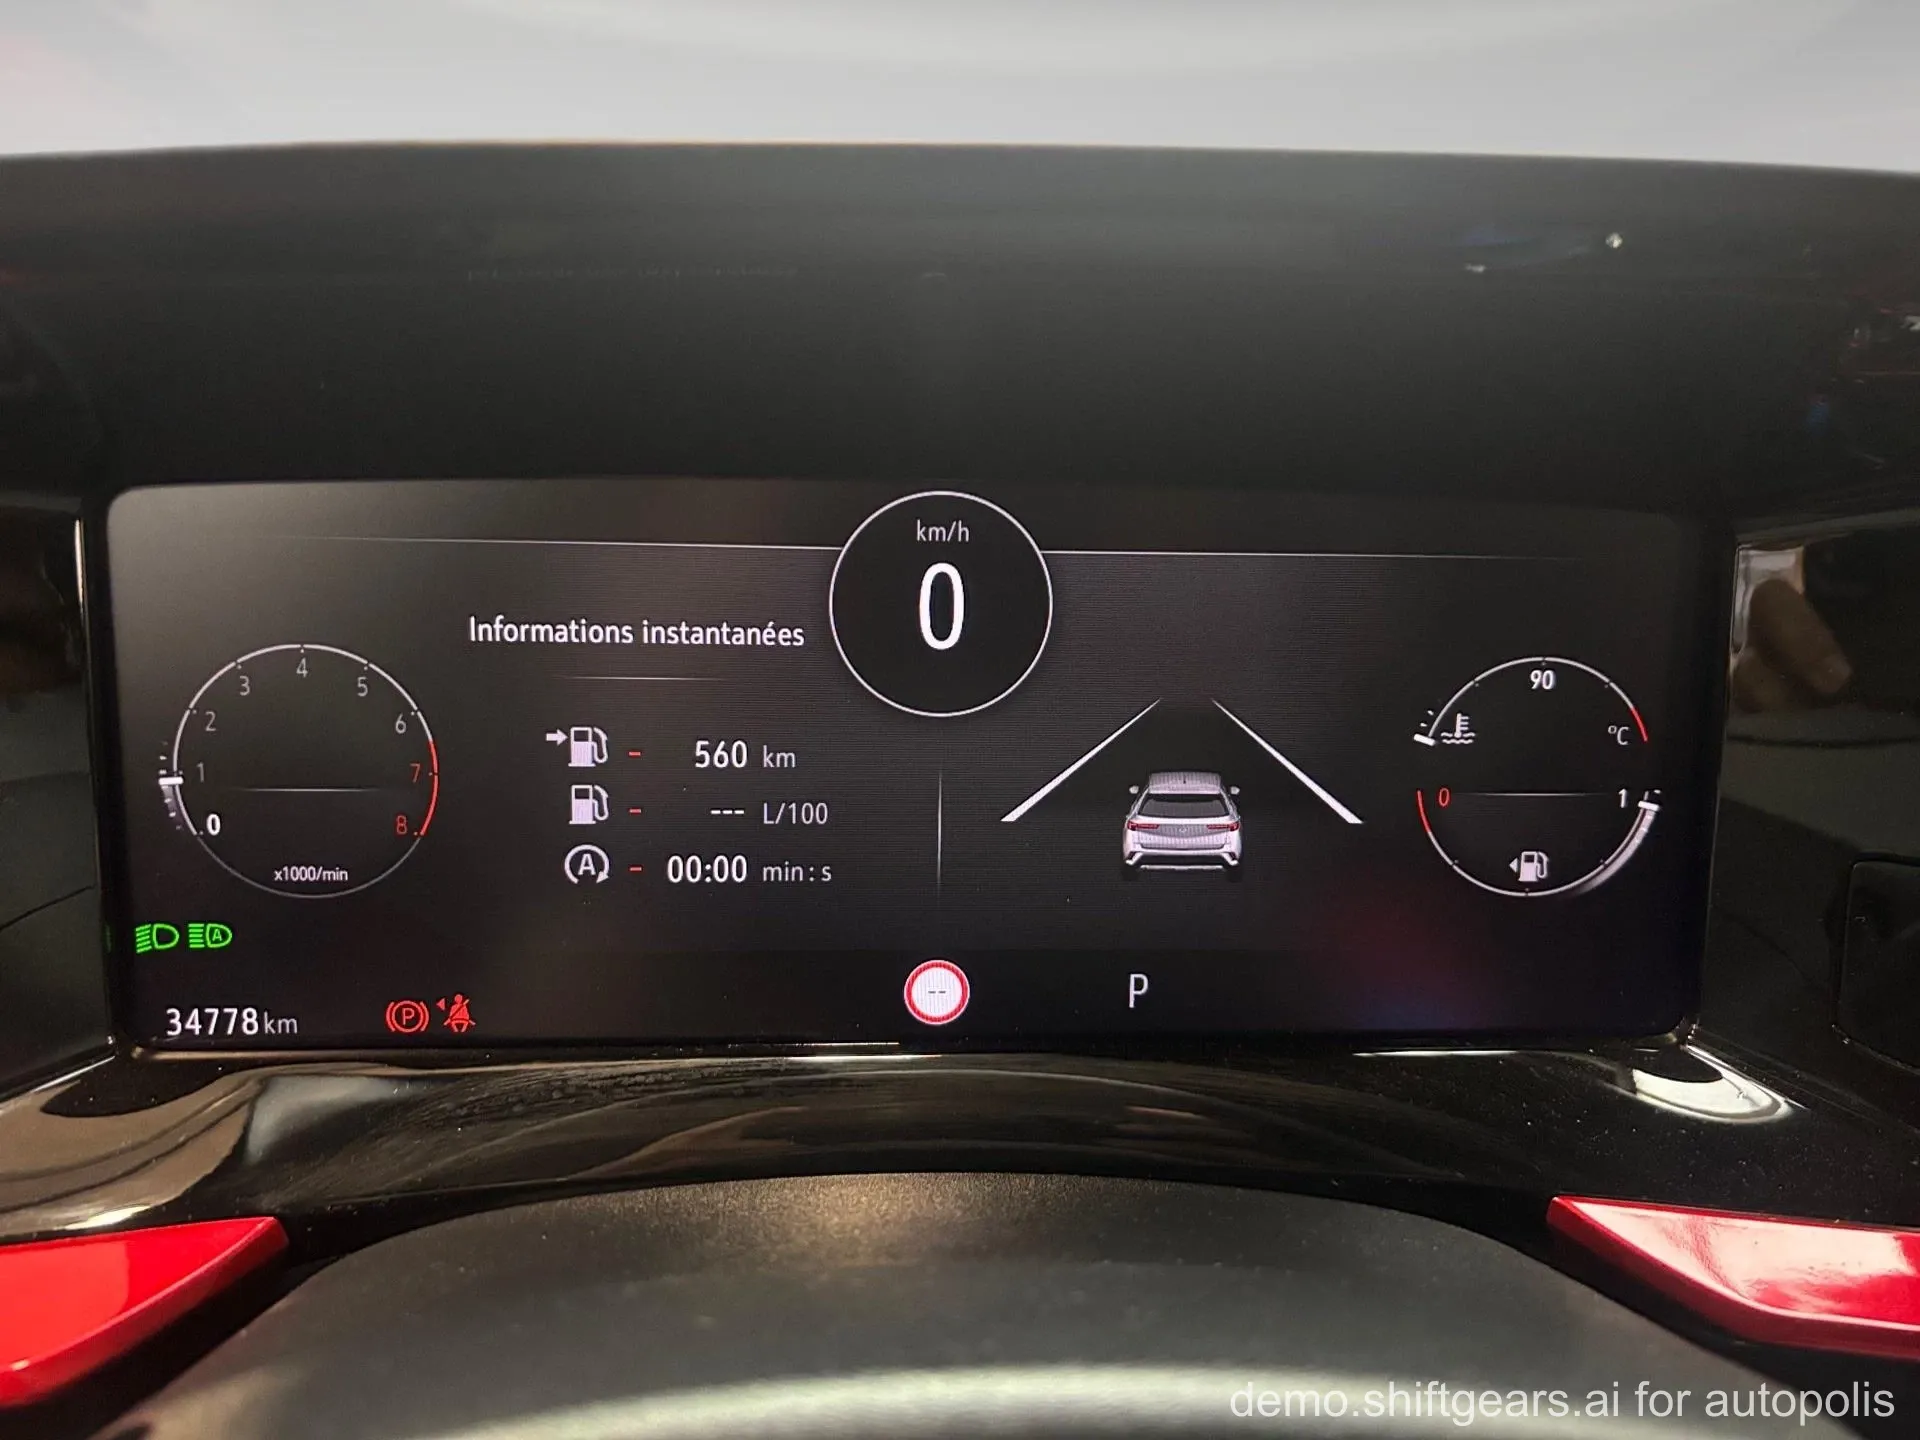 km/h
0
Informations instantanées
560 km
--- L/100
A - 00:00 min:s
0
1
2
3
4
5
6
7
8
x1000/min
90
°C
0
1
A
34778 km
P
--
P
demo.shiftgears.ai for autopolis